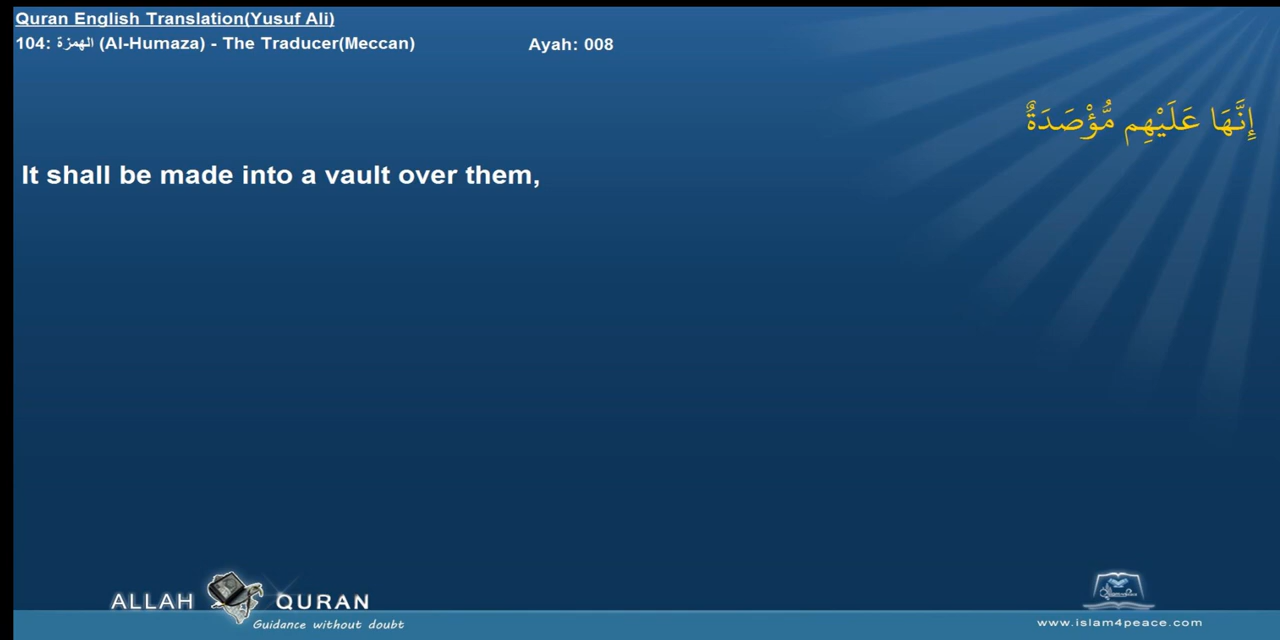 Quran English Translation(Yusuf Ali)
104: الهمزة (Al-Humaza) - The Traducer(Meccan) Ayah: 008
إِنَّهَا عَلَيْهِم مُّؤْصَدَةٌ
It shall be made into a vault over them,
ALLAH QURAN
Guidance without doubt
www.islam4peace.com